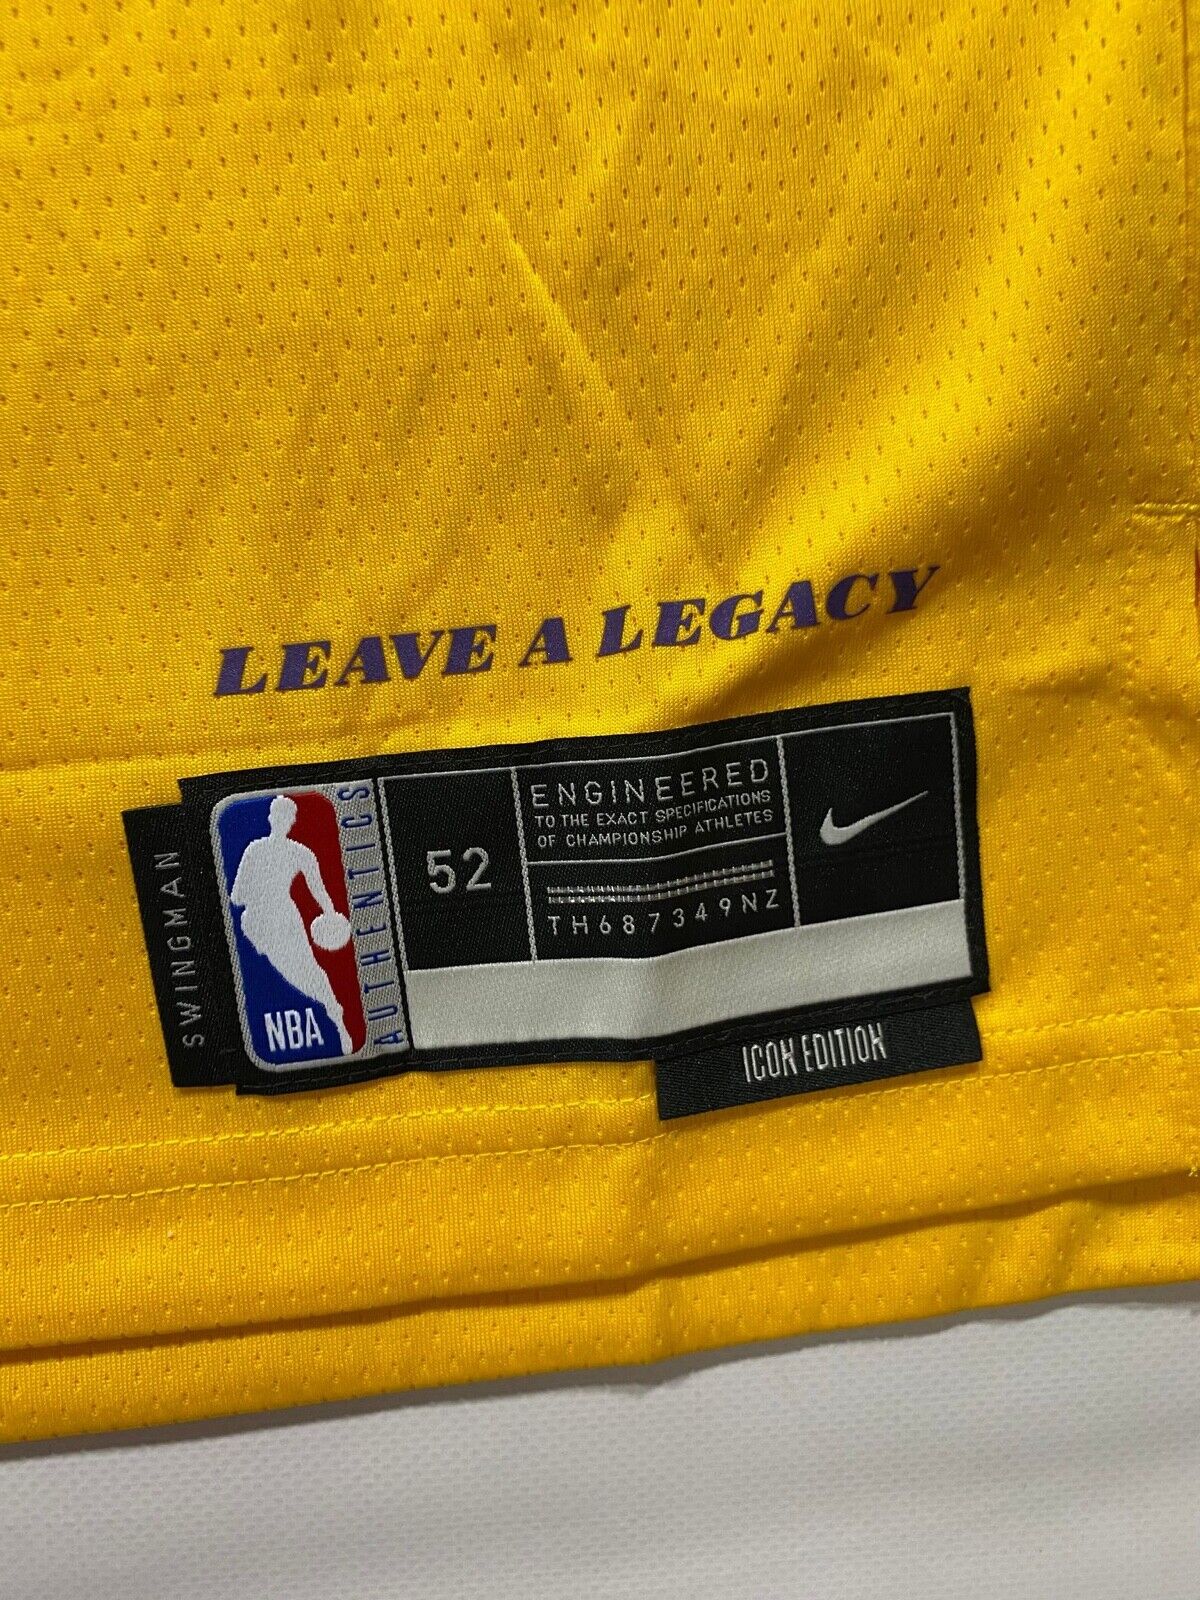 LEAVE A LEGACY
SWINGMAN
NBA
AUTHENTICS
52
ENGINEERED
TO THE EXACT SPECIFICATIONS
OF CHAMPIONSHIP ATHLETES
TH687349NZ
ICON EDITION